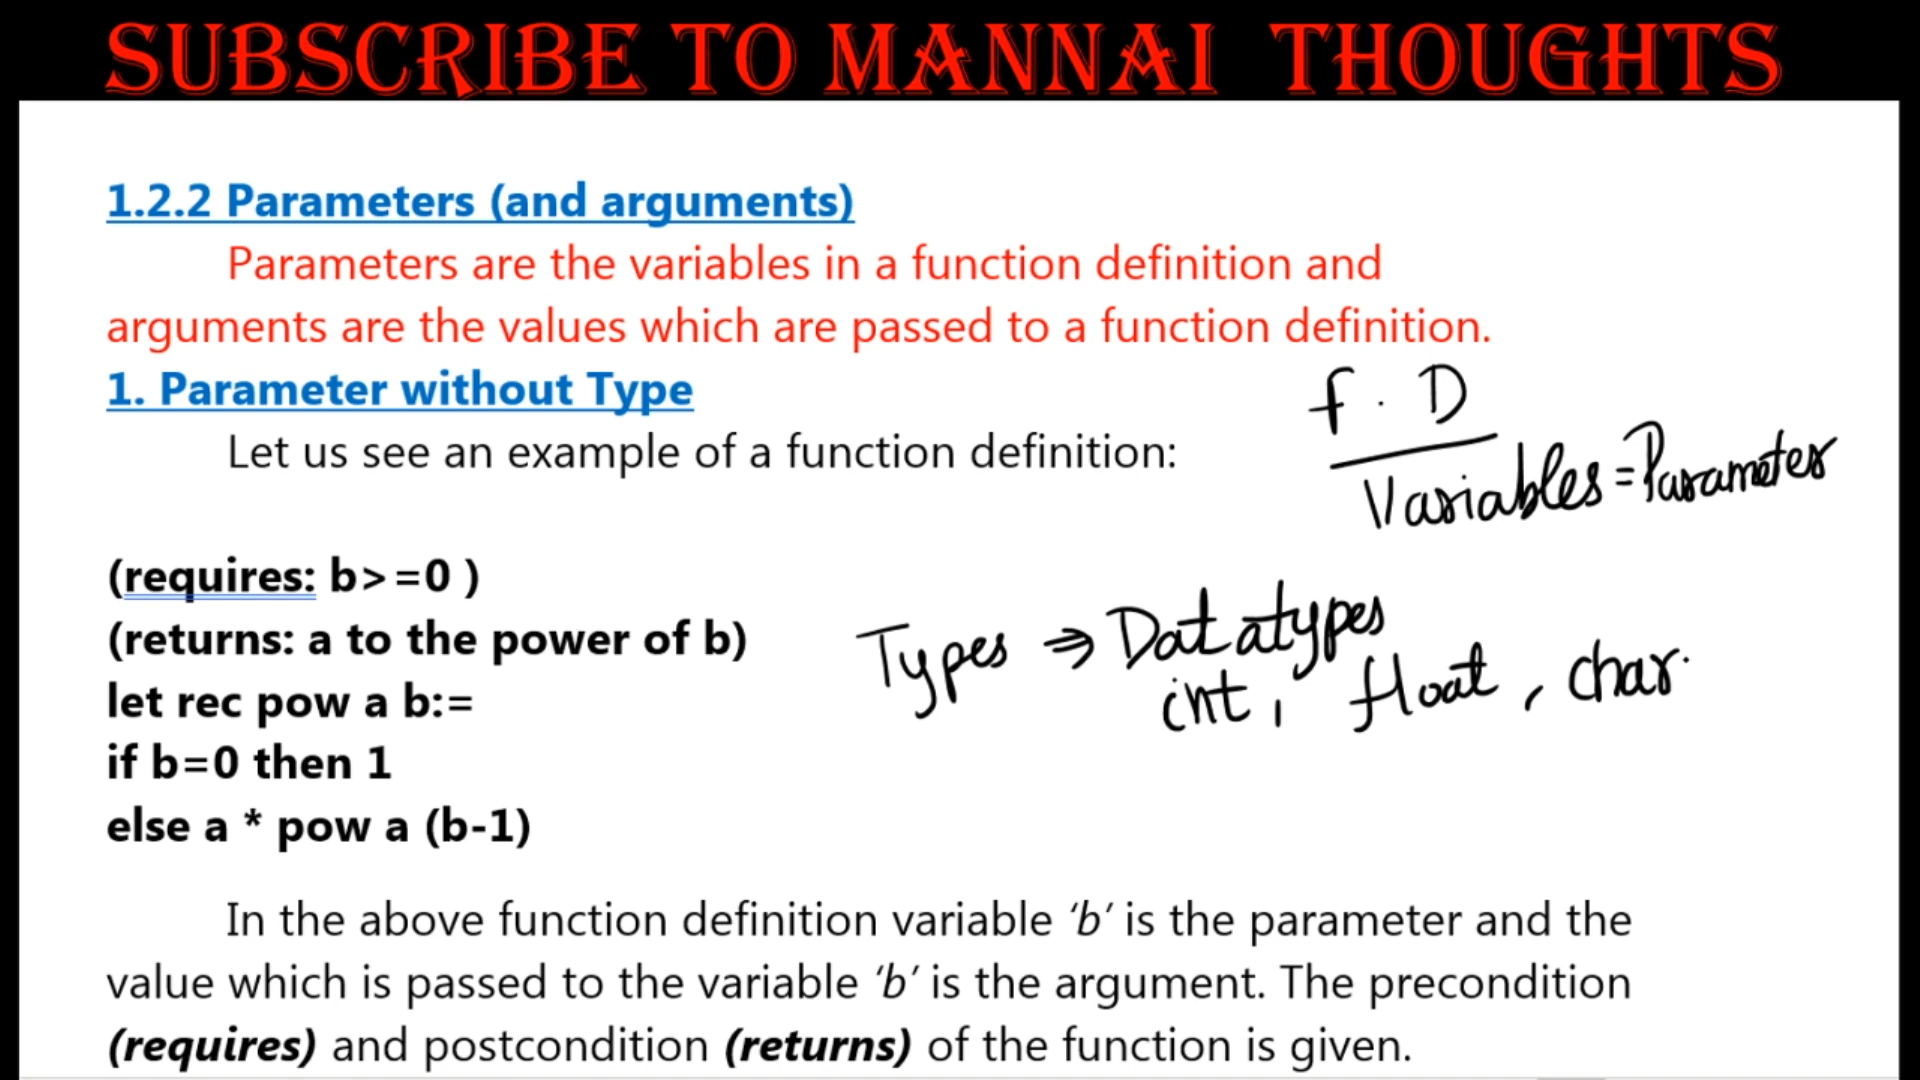 SUBSCRIBE TO MANNAI THOUGHTS
1.2.2 Parameters (and arguments)
Parameters are the variables in a function definition and
arguments are the values which are passed to a function definition.
1. Parameter without Type
f. D
Let us see an example of a function definition:
Variables = Parameter
(requires: b>=0 )
(returns: a to the power of b)
Types ⇒ Datatypes
int, float, char.
let rec pow a b:=
if b=0 then 1
else a * pow a (b-1)
In the above function definition variable ‘b’ is the parameter and the
value which is passed to the variable ‘b’ is the argument. The precondition
(requires) and postcondition (returns) of the function is given.